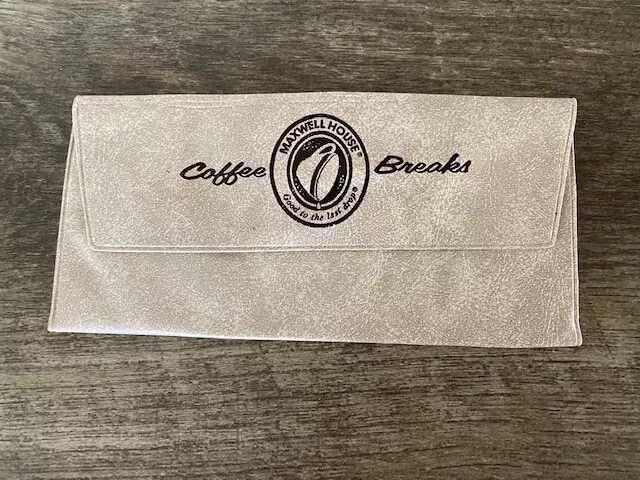 MAXWELL HOUSE®
Coffee Breaks
Good to the last drop®